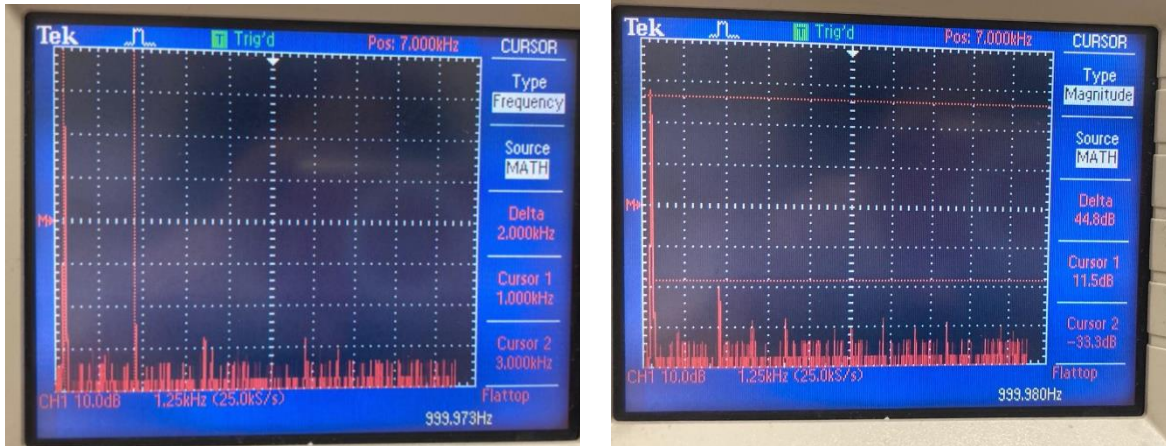 Tek Trig'd Pos: 7.000kHz CURSOR
Type
Frequency
Source
MATH
M
Delta
2.000kHz
Cursor 1
1.000kHz
Cursor 2
3.000kHz
CH1 10.0dB 1.25kHz (25.0kS/s) Flattop
999.973Hz
Tek Trig'd Pos: 7.000kHz CURSOR
Type
Magnitude
Source
MATH
M
Delta
44.8dB
Cursor 1
11.5dB
Cursor 2
-33.3dB
CH1 10.0dB 1.25kHz (25.0kS/s) Flattop
999.980Hz